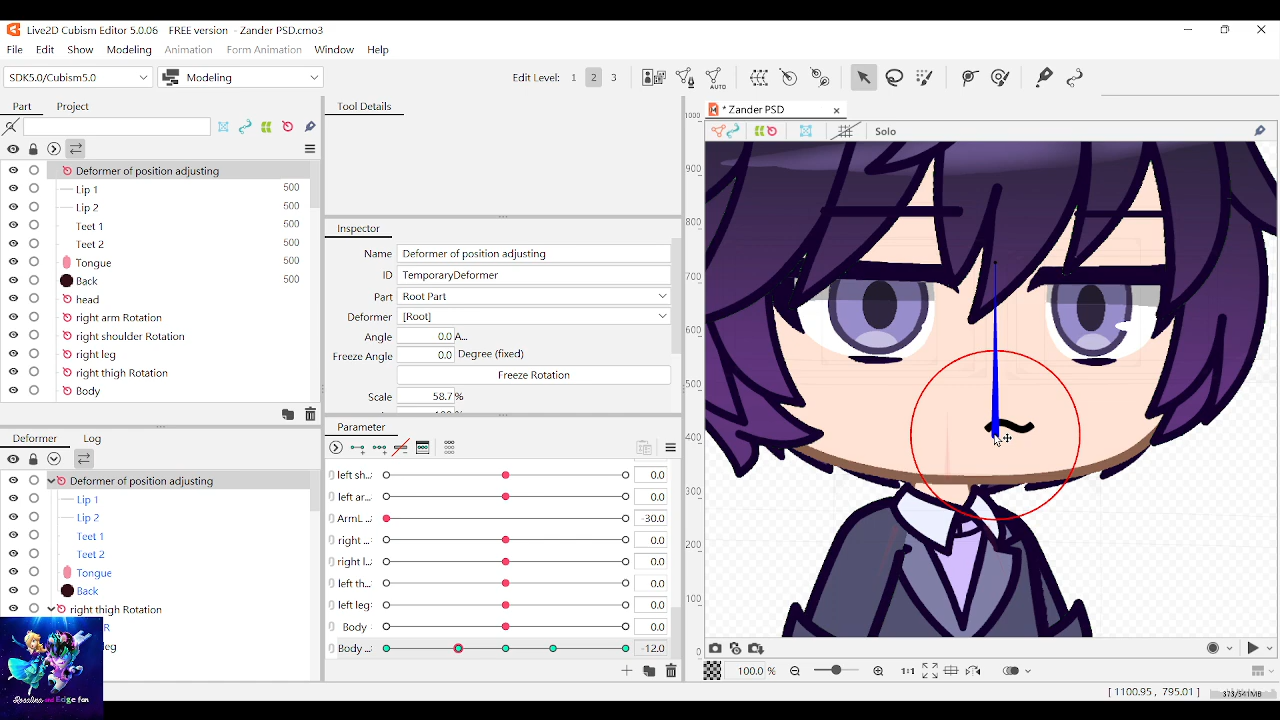 Live2D Cubism Editor 5.0.06    FREE version  - Zander PSD.cmo3
File Edit Show Modeling Animation Form Animation Window Help
SDK5.0/Cubism5.0 Modeling Edit Level: 1 2 3 AUTO
Part Project
Tool Details
* Zander PSD
Solo
Deformer of position adjusting
Lip 1 500
Lip 2 500
Teet 1 500
Teet 2 500
Tongue 500
Back 500
head
right arm Rotation
right shoulder Rotation
right leg
right thigh Rotation
Body
Inspector
Name Deformer of position adjusting
ID TemporaryDeformer
Part Root Part
Deformer [Root]
Angle 0.0 A...
Freeze Angle 0.0 Degree (fixed)
Freeze Rotation
Scale 58.7 %
Deformer Log
Deformer of position adjusting
Lip 1
Lip 2
Teet 1
Teet 2
Tongue
Back
right thigh Rotation
Parameter
left sh... 0.0
left ar... 0.0
ArmL ... -30.0
right ... 0.0
right l... 0.0
left th... 0.0
left leg 0.0
Body 0.0
Body ... -12.0
1000
900
800
700
600
500
400
300
200
100
0
100.0 % 1:1
[ 1100.95, 795.01 ]
Rosalina and Edge fan